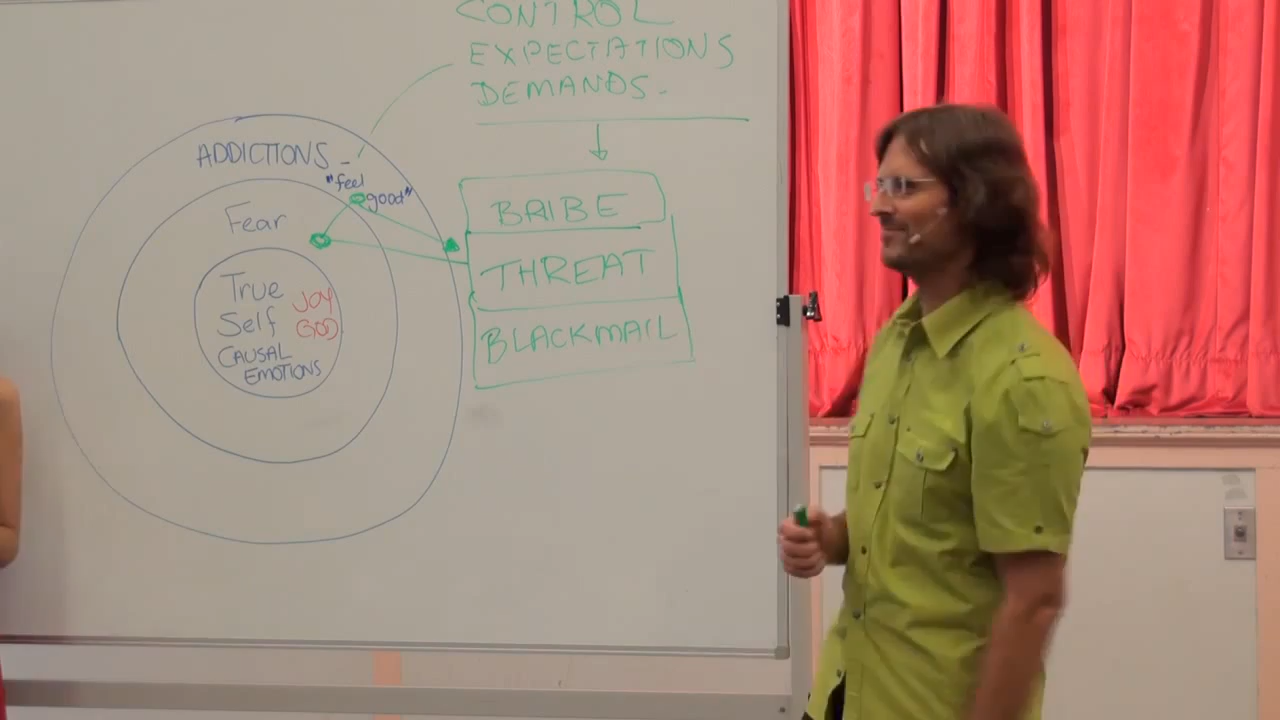 CONTROL
EXPECTATIONS
DEMANDS.
ADDICTIONS
"feel
good"
Fear
True
Self
JOY
GOD
CAUSAL
EMOTIONS
BRIBE
THREAT
BLACKMAIL